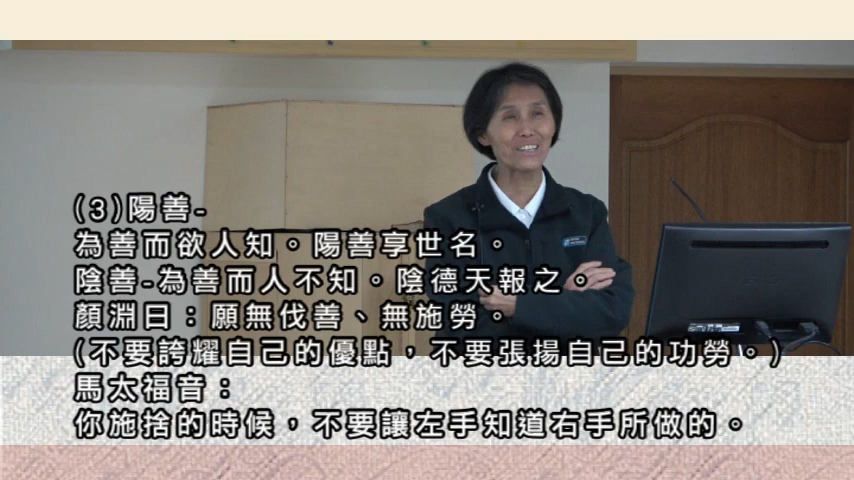 (3)陽善-
為善而欲人知。陽善享世名。
陰善-為善而人不知。陰德天報之。
顏淵曰：願無伐善、無施勞。
(不要誇耀自己的優點，不要張揚自己的功勞。)
馬太福音：
你施捨的時候，不要讓左手知道右手所做的。